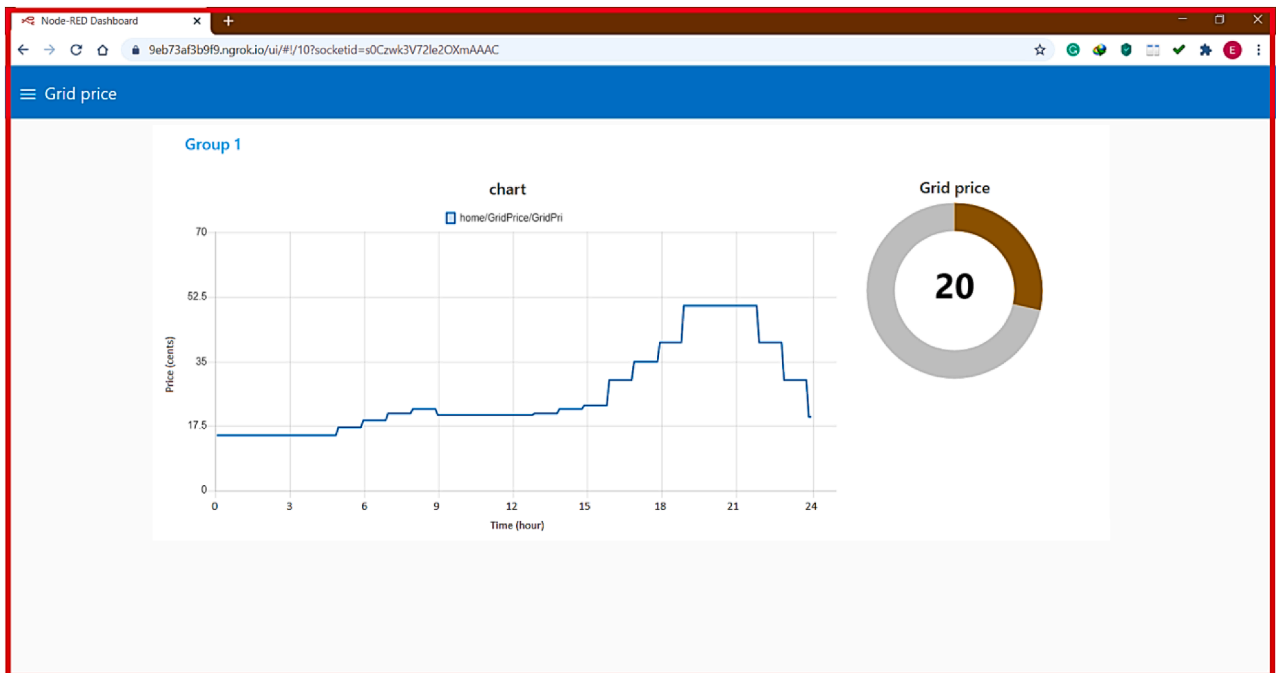 Node-RED Dashboard
9eb73af3b9f9.ngrok.io/ui/#!/10?socketid=s0Czwk3V72le2OXmAAAC
E
Grid price
Group 1
chart
home/GridPrice/GridPri
70
52.5
35
17.5
0
Price (cents)
0 3 6 9 12 15 18 21 24
Time (hour)
Grid price
20